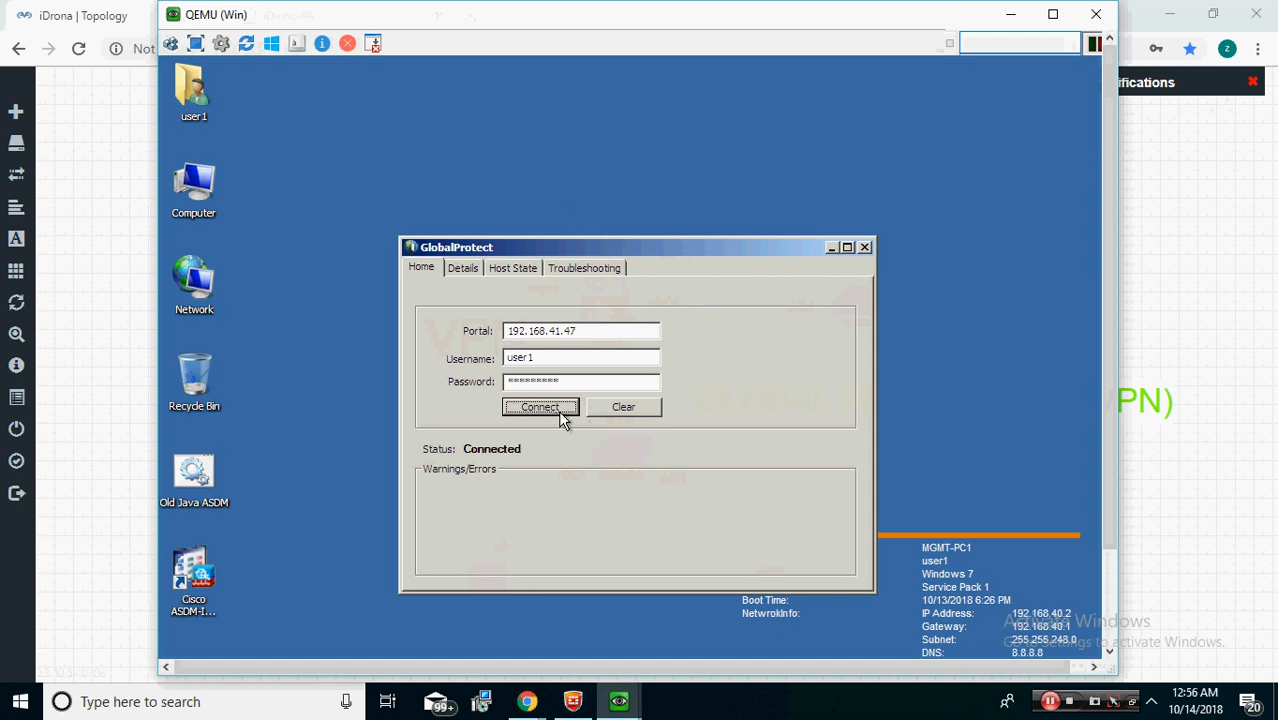 iDrona | Topology
QEMU (Win)
Not
z
ifications
user1
Computer
Network
Recycle Bin
Old Java ASDM
Cisco
ASDM-I...
GlobalProtect
Home
Details
Host State
Troubleshooting
Portal:
192.168.41.47
Username:
user1
Password:
*********
Connect
Clear
Status: Connected
Warnings/Errors
PN)
MGMT-PC1
user1
Windows 7
Service Pack 1
Boot Time:
10/13/2018 6:26 PM
NetwrokInfo:
IP Address: 192.168.40.2
Gateway: 192.168.40.1
Subnet: 255.255.248.0
DNS: 8.8.8.8
Activate Windows
Go to Settings to activate Windows.
Type here to search
99+
12:56 AM
10/14/2018
20